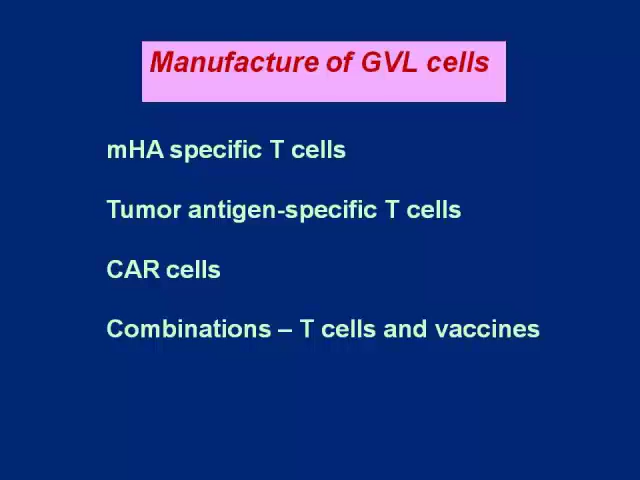 Manufacture of GVL cells
mHA specific T cells
Tumor antigen-specific T cells
CAR cells
Combinations – T cells and vaccines